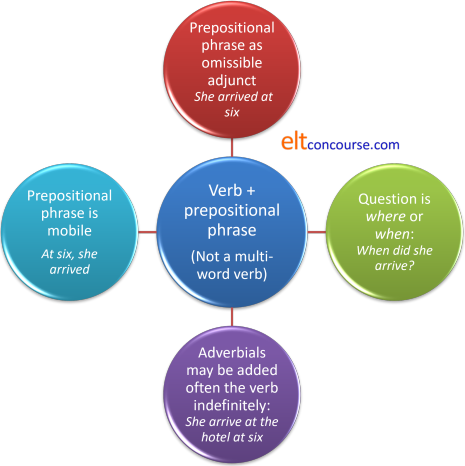 Prepositional
phrase as
omissible
adjunct
She arrived at
six
eltconcourse.com
Prepositional
phrase is
mobile
At six, she
arrived
Verb +
prepositional
phrase
(Not a multi-
word verb)
Question is
where or
when:
When did she
arrive?
Adverbials
may be added
often the verb
indefinitely:
She arrive at the
hotel at six